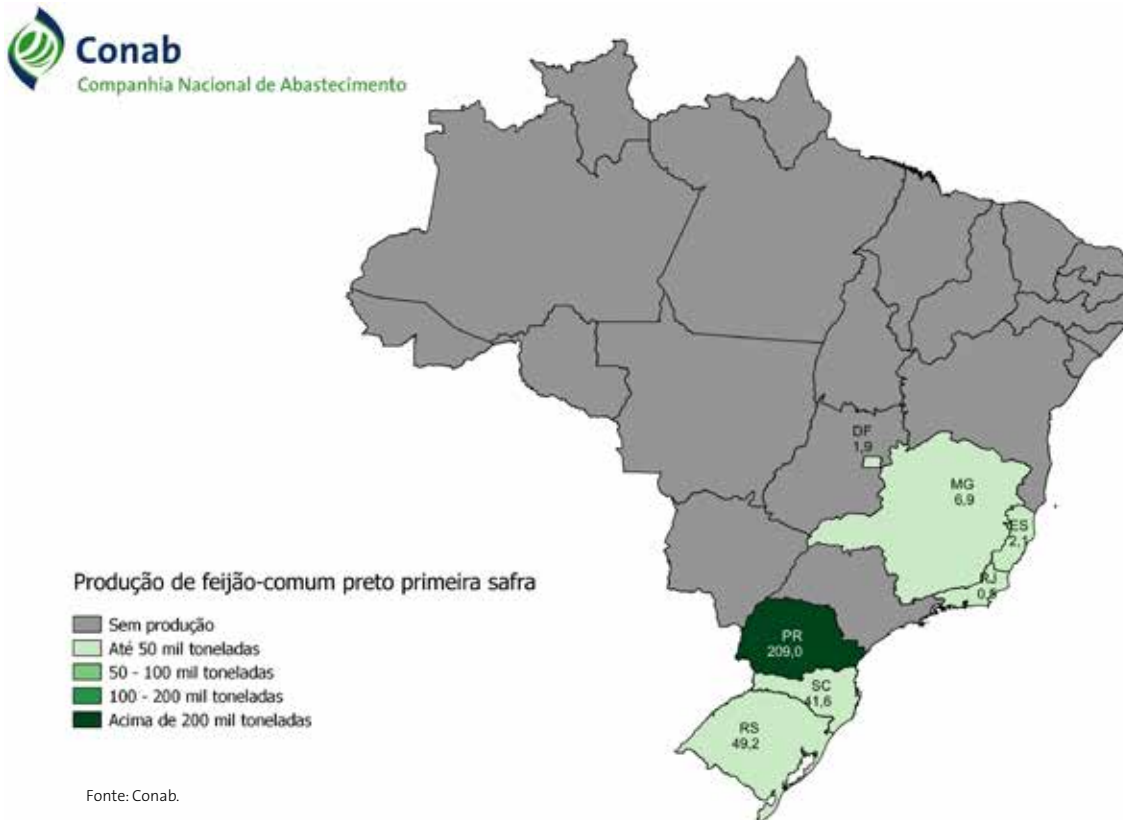 Conab
Companhia Nacional de Abastecimento
DF
1,9
MG
6,9
ES
2,1
RJ
PR
209,0
SC
41,6
RS
49,2
Produção de feijão-comum preto primeira safra
Sem produção
Até 50 mil toneladas
50 - 100 mil toneladas
100 - 200 mil toneladas
Acima de 200 mil toneladas
Fonte: Conab.